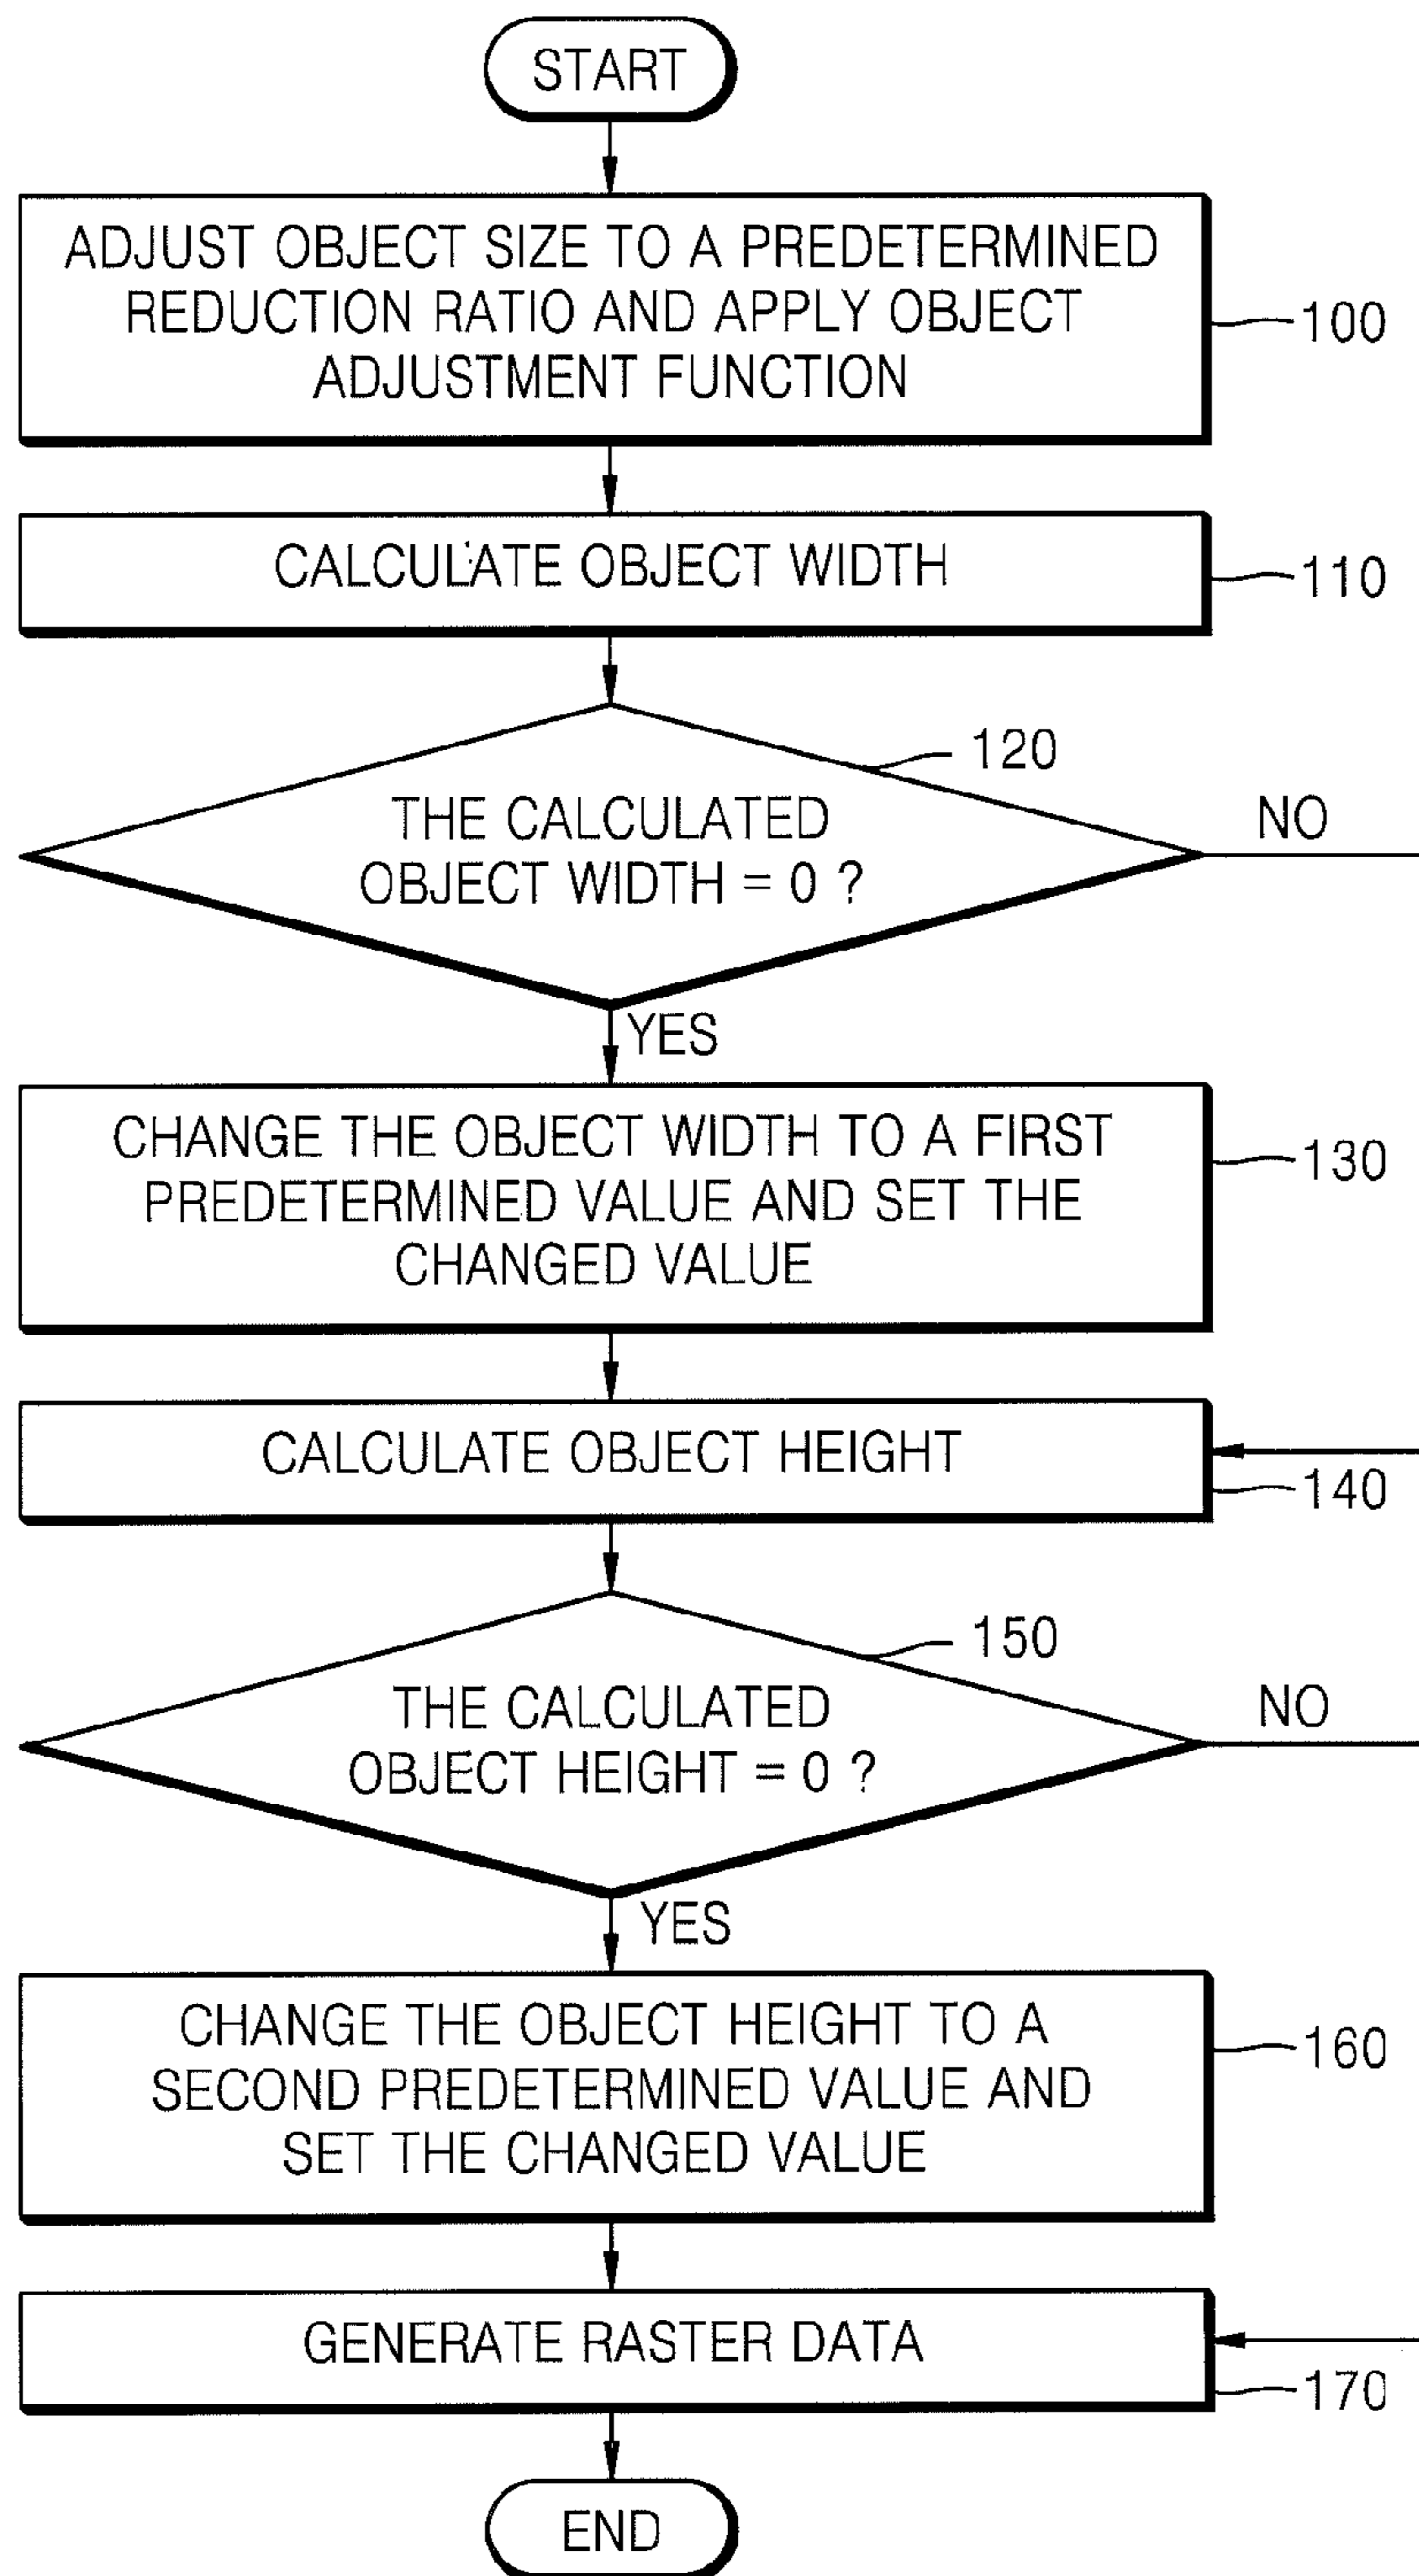 START
ADJUST OBJECT SIZE TO A PREDETERMINED
REDUCTION RATIO AND APPLY OBJECT
ADJUSTMENT FUNCTION
100
CALCULATE OBJECT WIDTH
110
120
THE CALCULATED
OBJECT WIDTH = 0 ?
NO
YES
CHANGE THE OBJECT WIDTH TO A FIRST
PREDETERMINED VALUE AND SET THE
CHANGED VALUE
130
CALCULATE OBJECT HEIGHT
140
150
THE CALCULATED
OBJECT HEIGHT = 0 ?
NO
YES
CHANGE THE OBJECT HEIGHT TO A
SECOND PREDETERMINED VALUE AND
SET THE CHANGED VALUE
160
GENERATE RASTER DATA
170
END